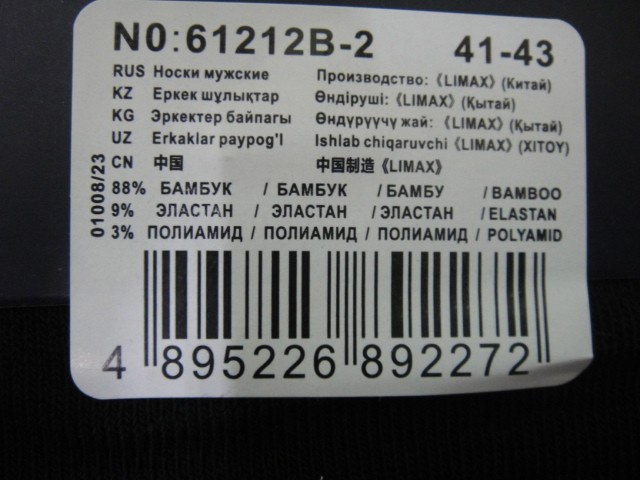 N0:61212B-2 41-43
RUS Носки мужские Производство:《LIMAX》(Китай)
KZ Еркек шұлықтар Өндіруші:《LIMAX》(Қытай)
KG Эркектер байпагы Өндүрүүчү жай:《LIMAX》(Қытай)
UZ Erkaklar paypog'l Ishlab chiqaruvchi《LIMAX》(XITOY)
CN 中国 中国制造《LIMAX》
88% БАМБУК / БАМБУК / БАМБУ / BAMBOO
9% ЭЛАСТАН / ЭЛАСТАН / ЭЛАСТАН / ELASTAN
3% ПОЛИАМИД / ПОЛИАМИД / ПОЛИАМИД / POLYAMID
01008/23
4 895226 892272